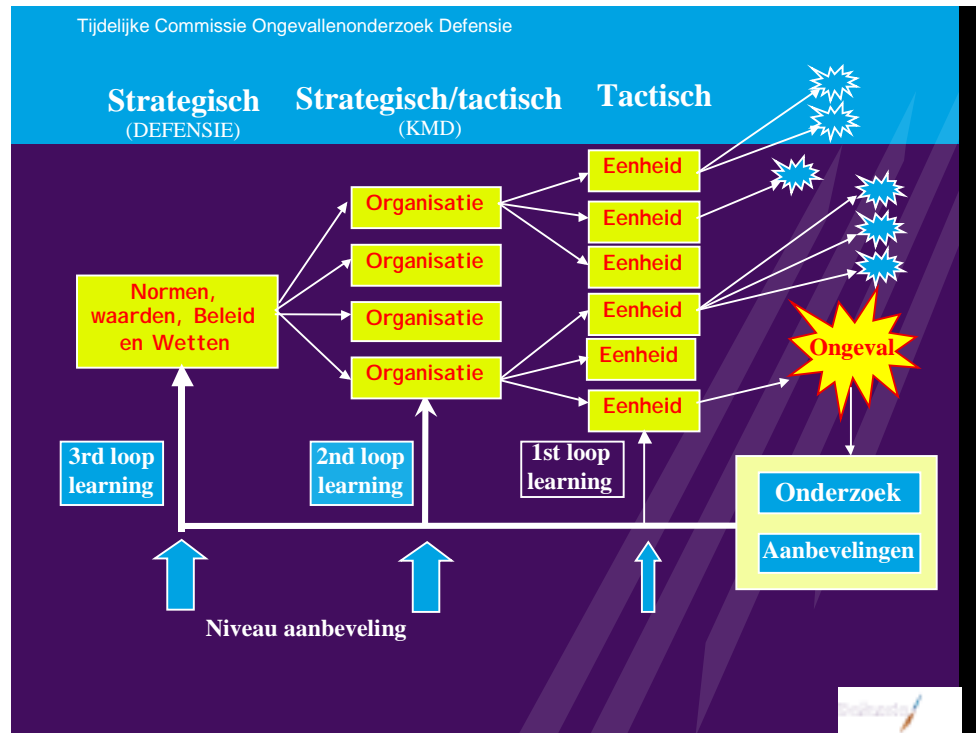 Tijdelijke Commissie Ongevallenonderzoek Defensie
Strategisch
(DEFENSIE)
Strategisch/tactisch
(KMD)
Tactisch
Normen,
waarden, Beleid
en Wetten
Organisatie
Organisatie
Organisatie
Organisatie
Eenheid
Eenheid
Eenheid
Eenheid
Eenheid
Eenheid
Ongeval
3rd loop
learning
2nd loop
learning
1st loop
learning
Onderzoek
Aanbevelingen
Niveau aanbeveling